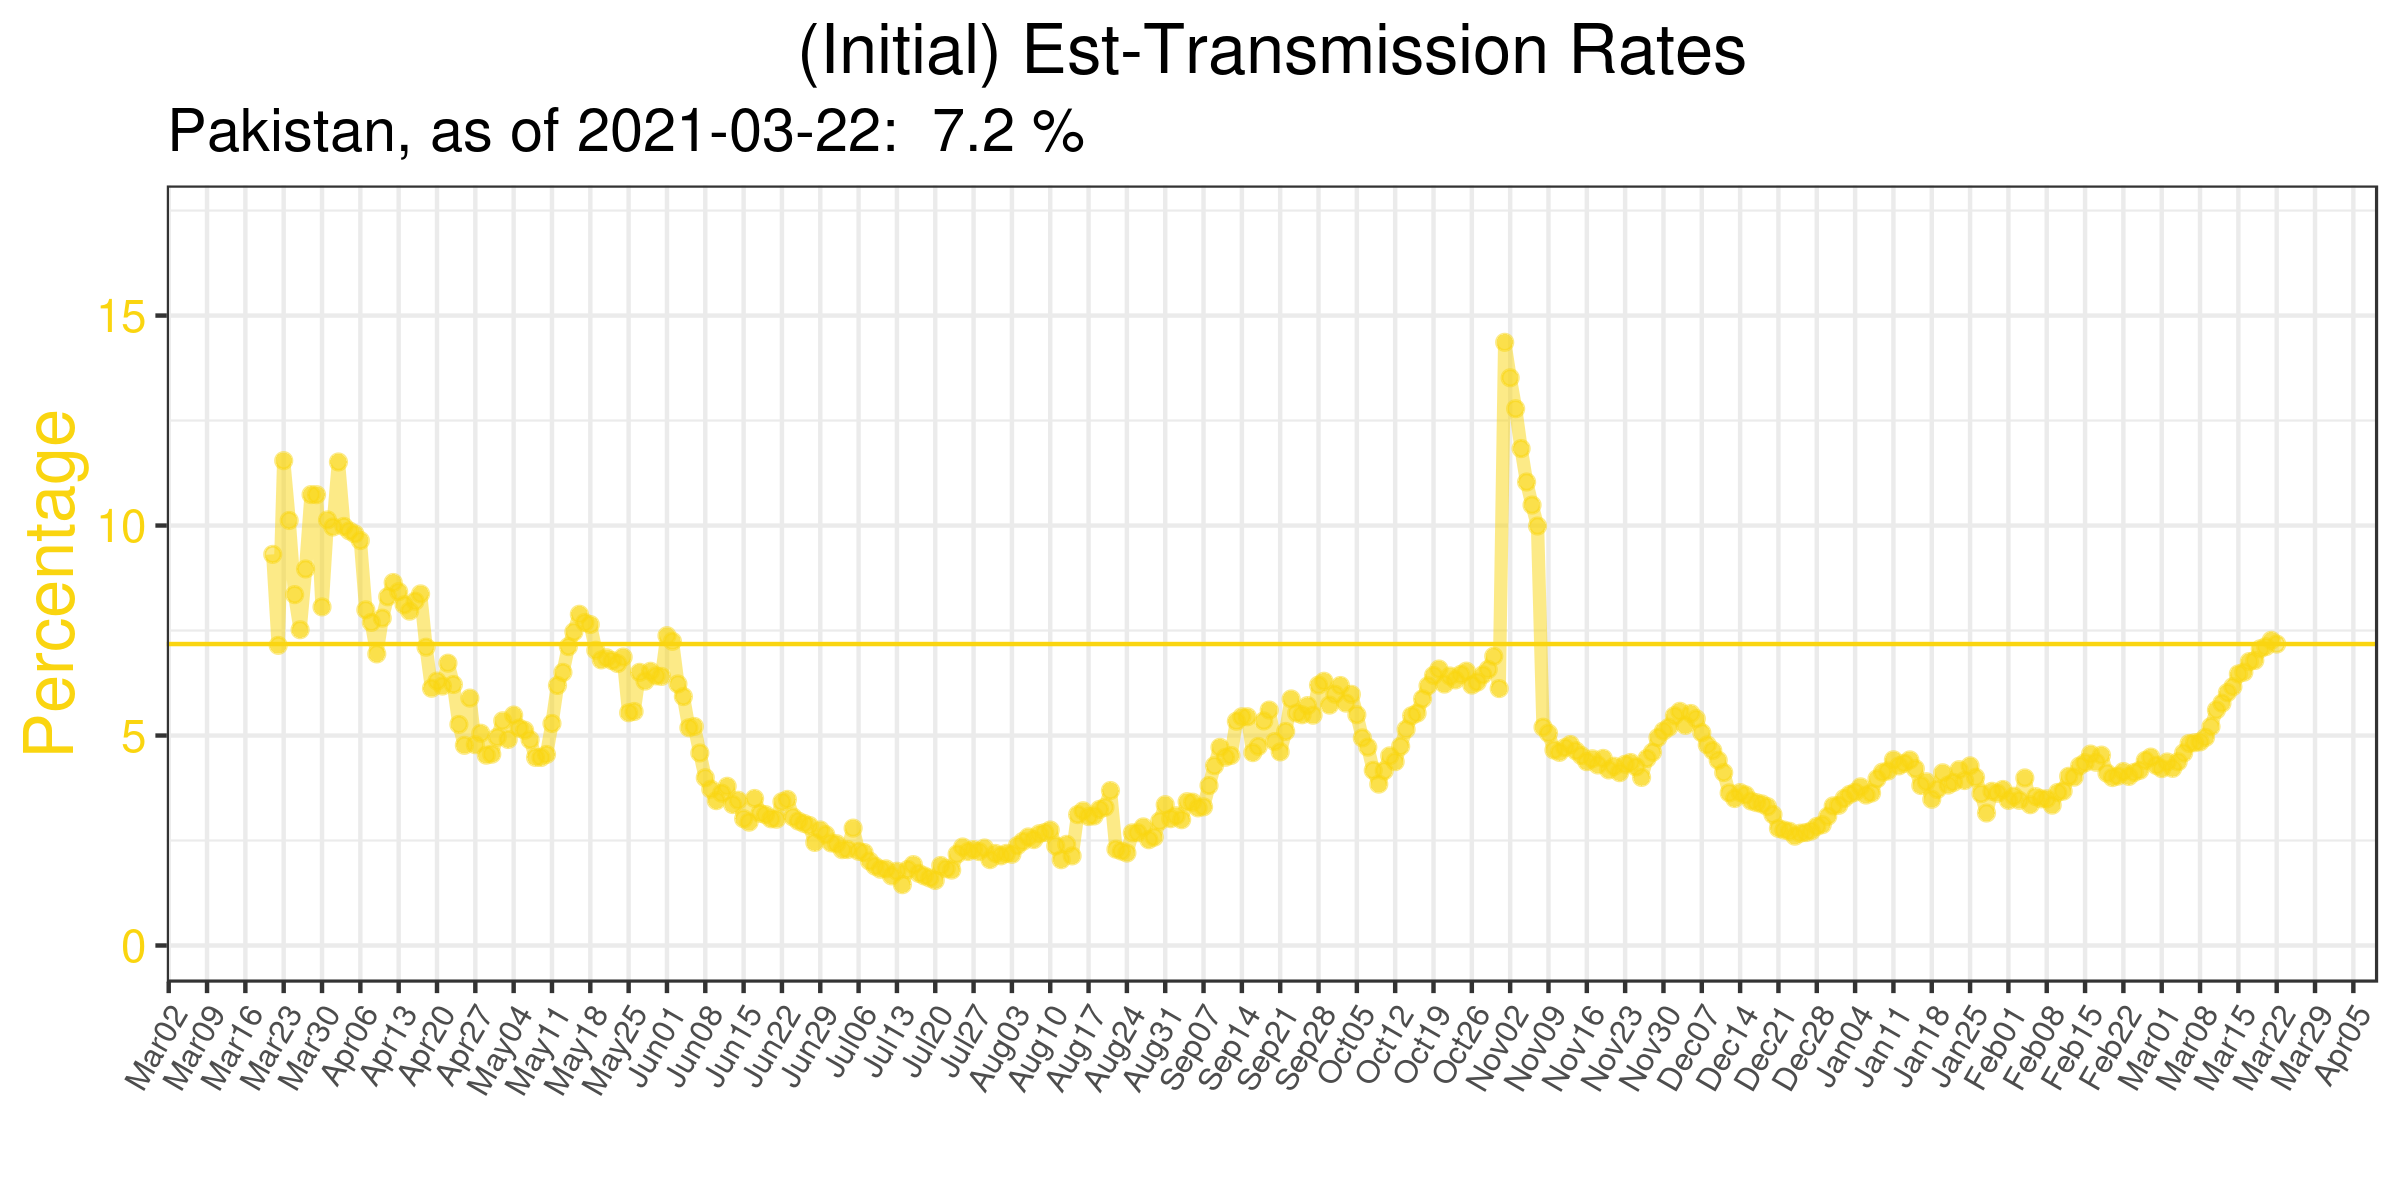 (Initial) Est-Transmission Rates
Pakistan, as of 2021-03-22:  7.2 %
Percentage
15
10
5
0
Mar02
Mar09
Mar16
Mar23
Mar30
Apr06
Apr13
Apr20
Apr27
May04
May11
May18
May25
Jun01
Jun08
Jun15
Jun22
Jun29
Jul06
Jul13
Jul20
Jul27
Aug03
Aug10
Aug17
Aug24
Aug31
Sep07
Sep14
Sep21
Sep28
Oct05
Oct12
Oct19
Oct26
Nov02
Nov09
Nov16
Nov23
Nov30
Dec07
Dec14
Dec21
Dec28
Jan04
Jan11
Jan18
Jan25
Feb01
Feb08
Feb15
Feb22
Mar01
Mar08
Mar15
Mar22
Mar29
Apr05